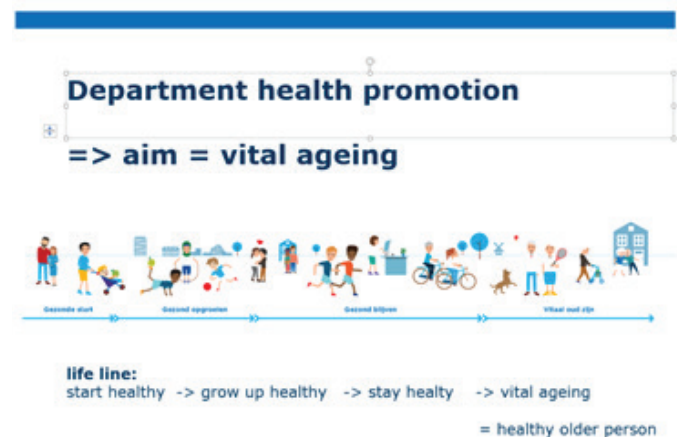 Department health promotion
=> aim = vital ageing
Gezonde start Gezond opgroeien Gezond blijven Vitaal oud zijn
life line:
start healthy -> grow up healthy -> stay healty -> vital ageing
= healthy older person